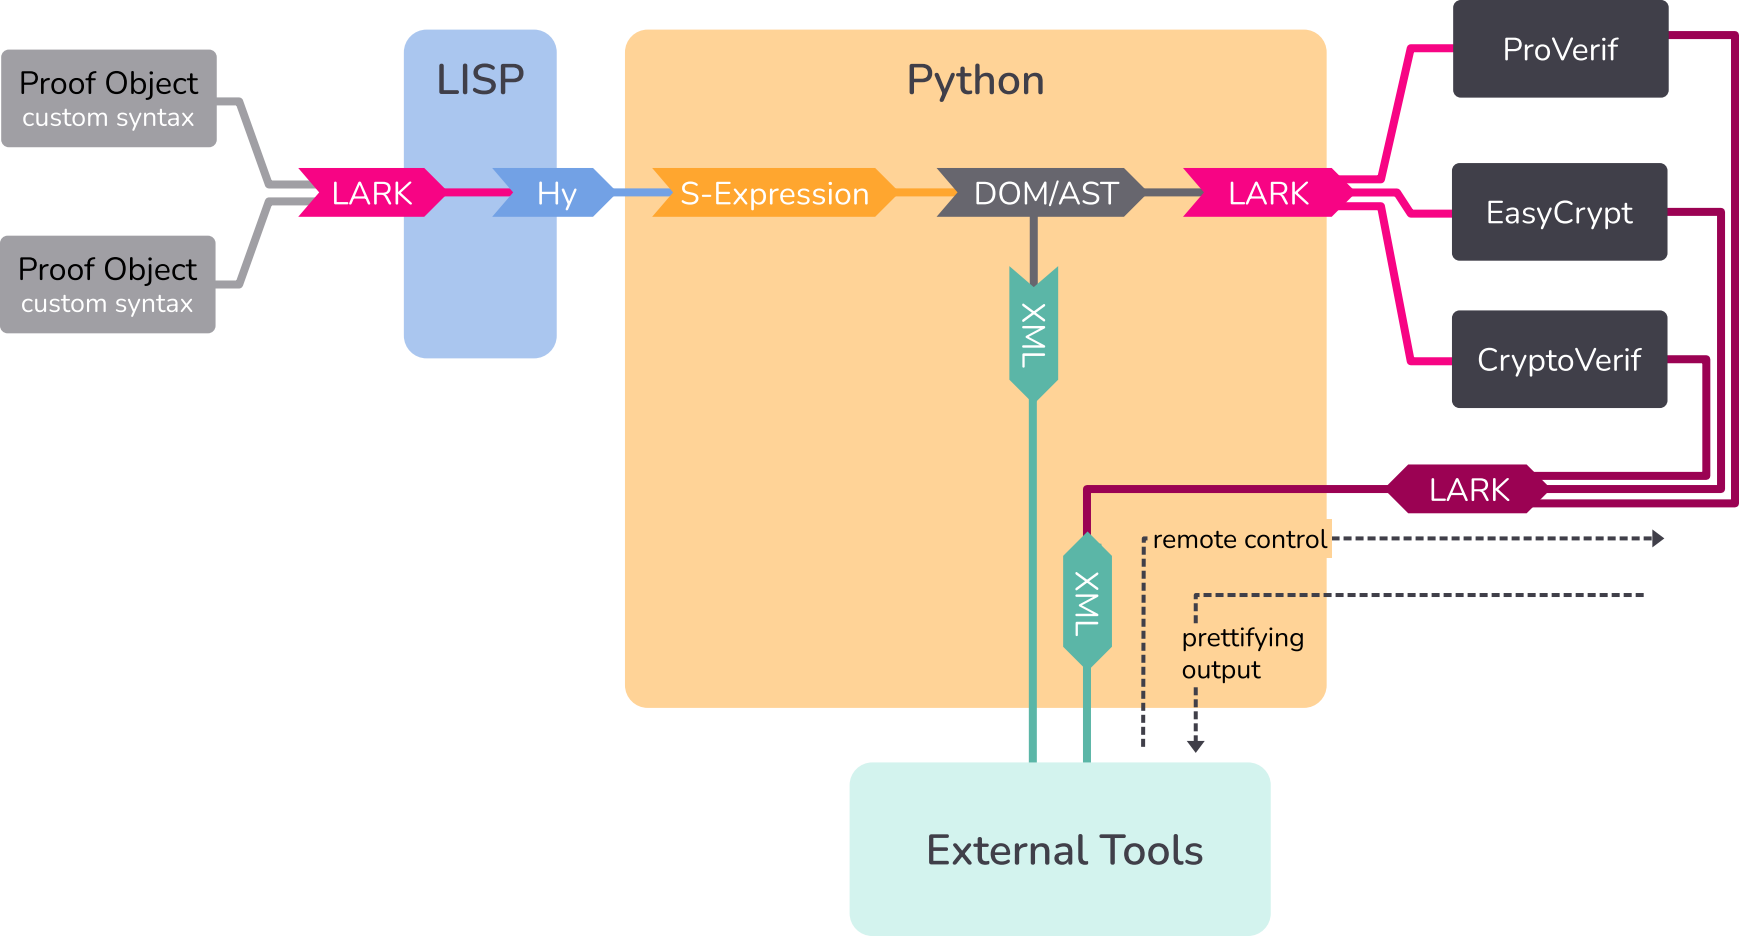 Proof Object
custom syntax
Proof Object
custom syntax
LISP
Python
LARK
Hy
S-Expression
DOM/AST
LARK
XML
ProVerif
EasyCrypt
CryptoVerif
LARK
remote control
XML
prettifying
output
External Tools